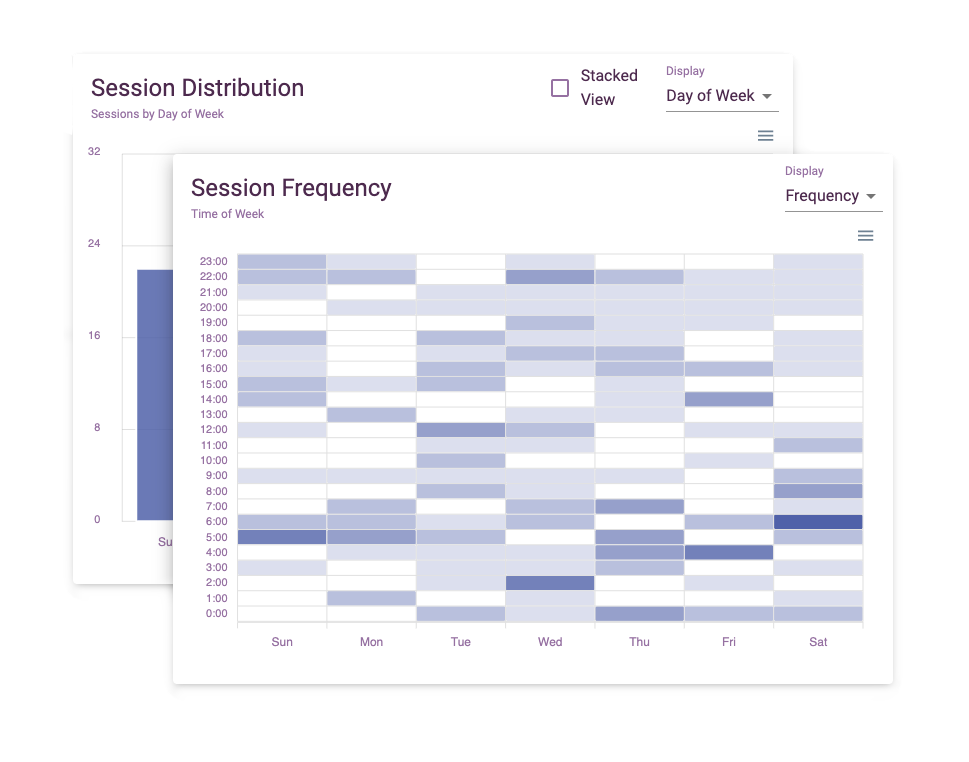 Session Distribution
Sessions by Day of Week
Stacked
View
Display
Day of Week
32
24
16
8
0
Su
Session Frequency
Time of Week
Display
Frequency
23:00
22:00
21:00
20:00
19:00
18:00
17:00
16:00
15:00
14:00
13:00
12:00
11:00
10:00
9:00
8:00
7:00
6:00
5:00
4:00
3:00
2:00
1:00
0:00
Sun Mon Tue Wed Thu Fri Sat